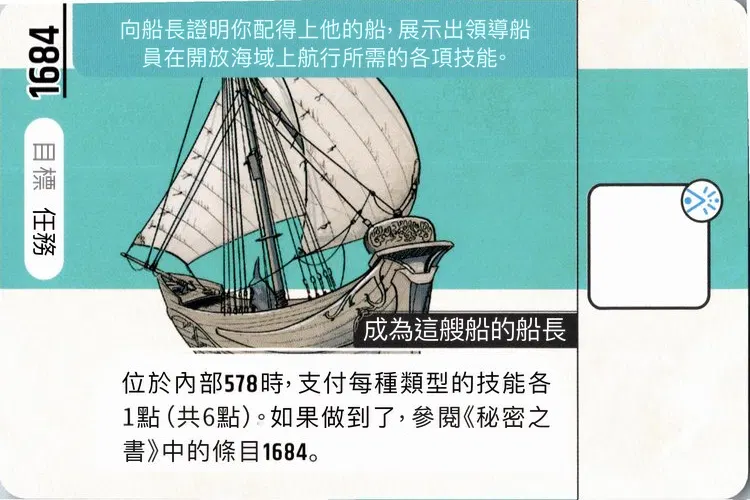 向船長證明你配得上他的船，展示出領導船
員在開放海域上航行所需的各項技能。
1684
目標 任務
成為這艘船的船長
位於內部578時，支付每種類型的技能各
1點（共6點）。如果做到了，參閱《秘密之
書》中的條目1684。